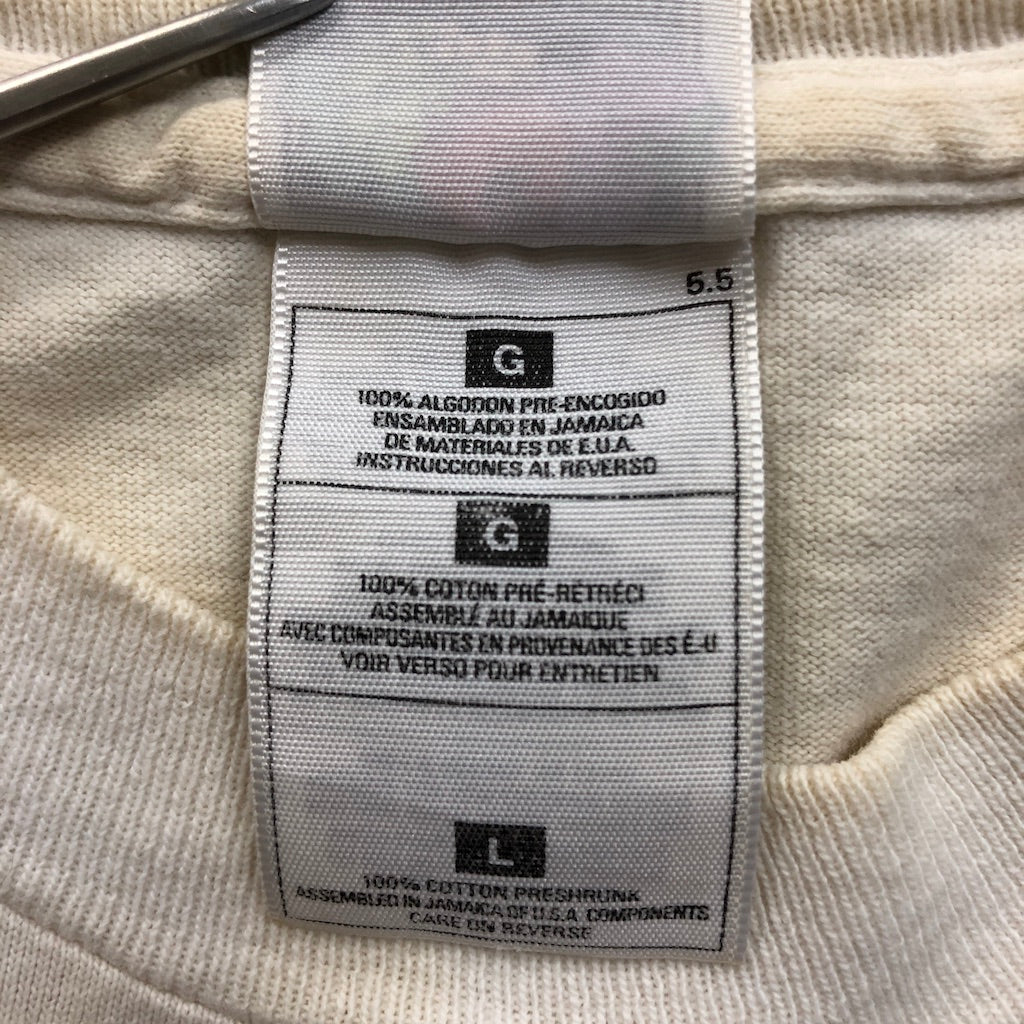 5.5
G
100% ALGODON PRE-ENCOGIDO
ENSAMBLADO EN JAMAICA
DE MATERIALES DE E.U.A.
INSTRUCCIONES AL REVERSO
G
100% COTON PRÉ-RÉTRÉCI
ASSEMBLÉ AU JAMAIQUE
AVEC COMPOSANTES EN PROVENANCE DES É-U
VOIR VERSO POUR ENTRETIEN
L
100% COTTON PRESHRUNK
ASSEMBLED IN JAMAICA OF U.S.A. COMPONENTS
CARE ON REVERSE